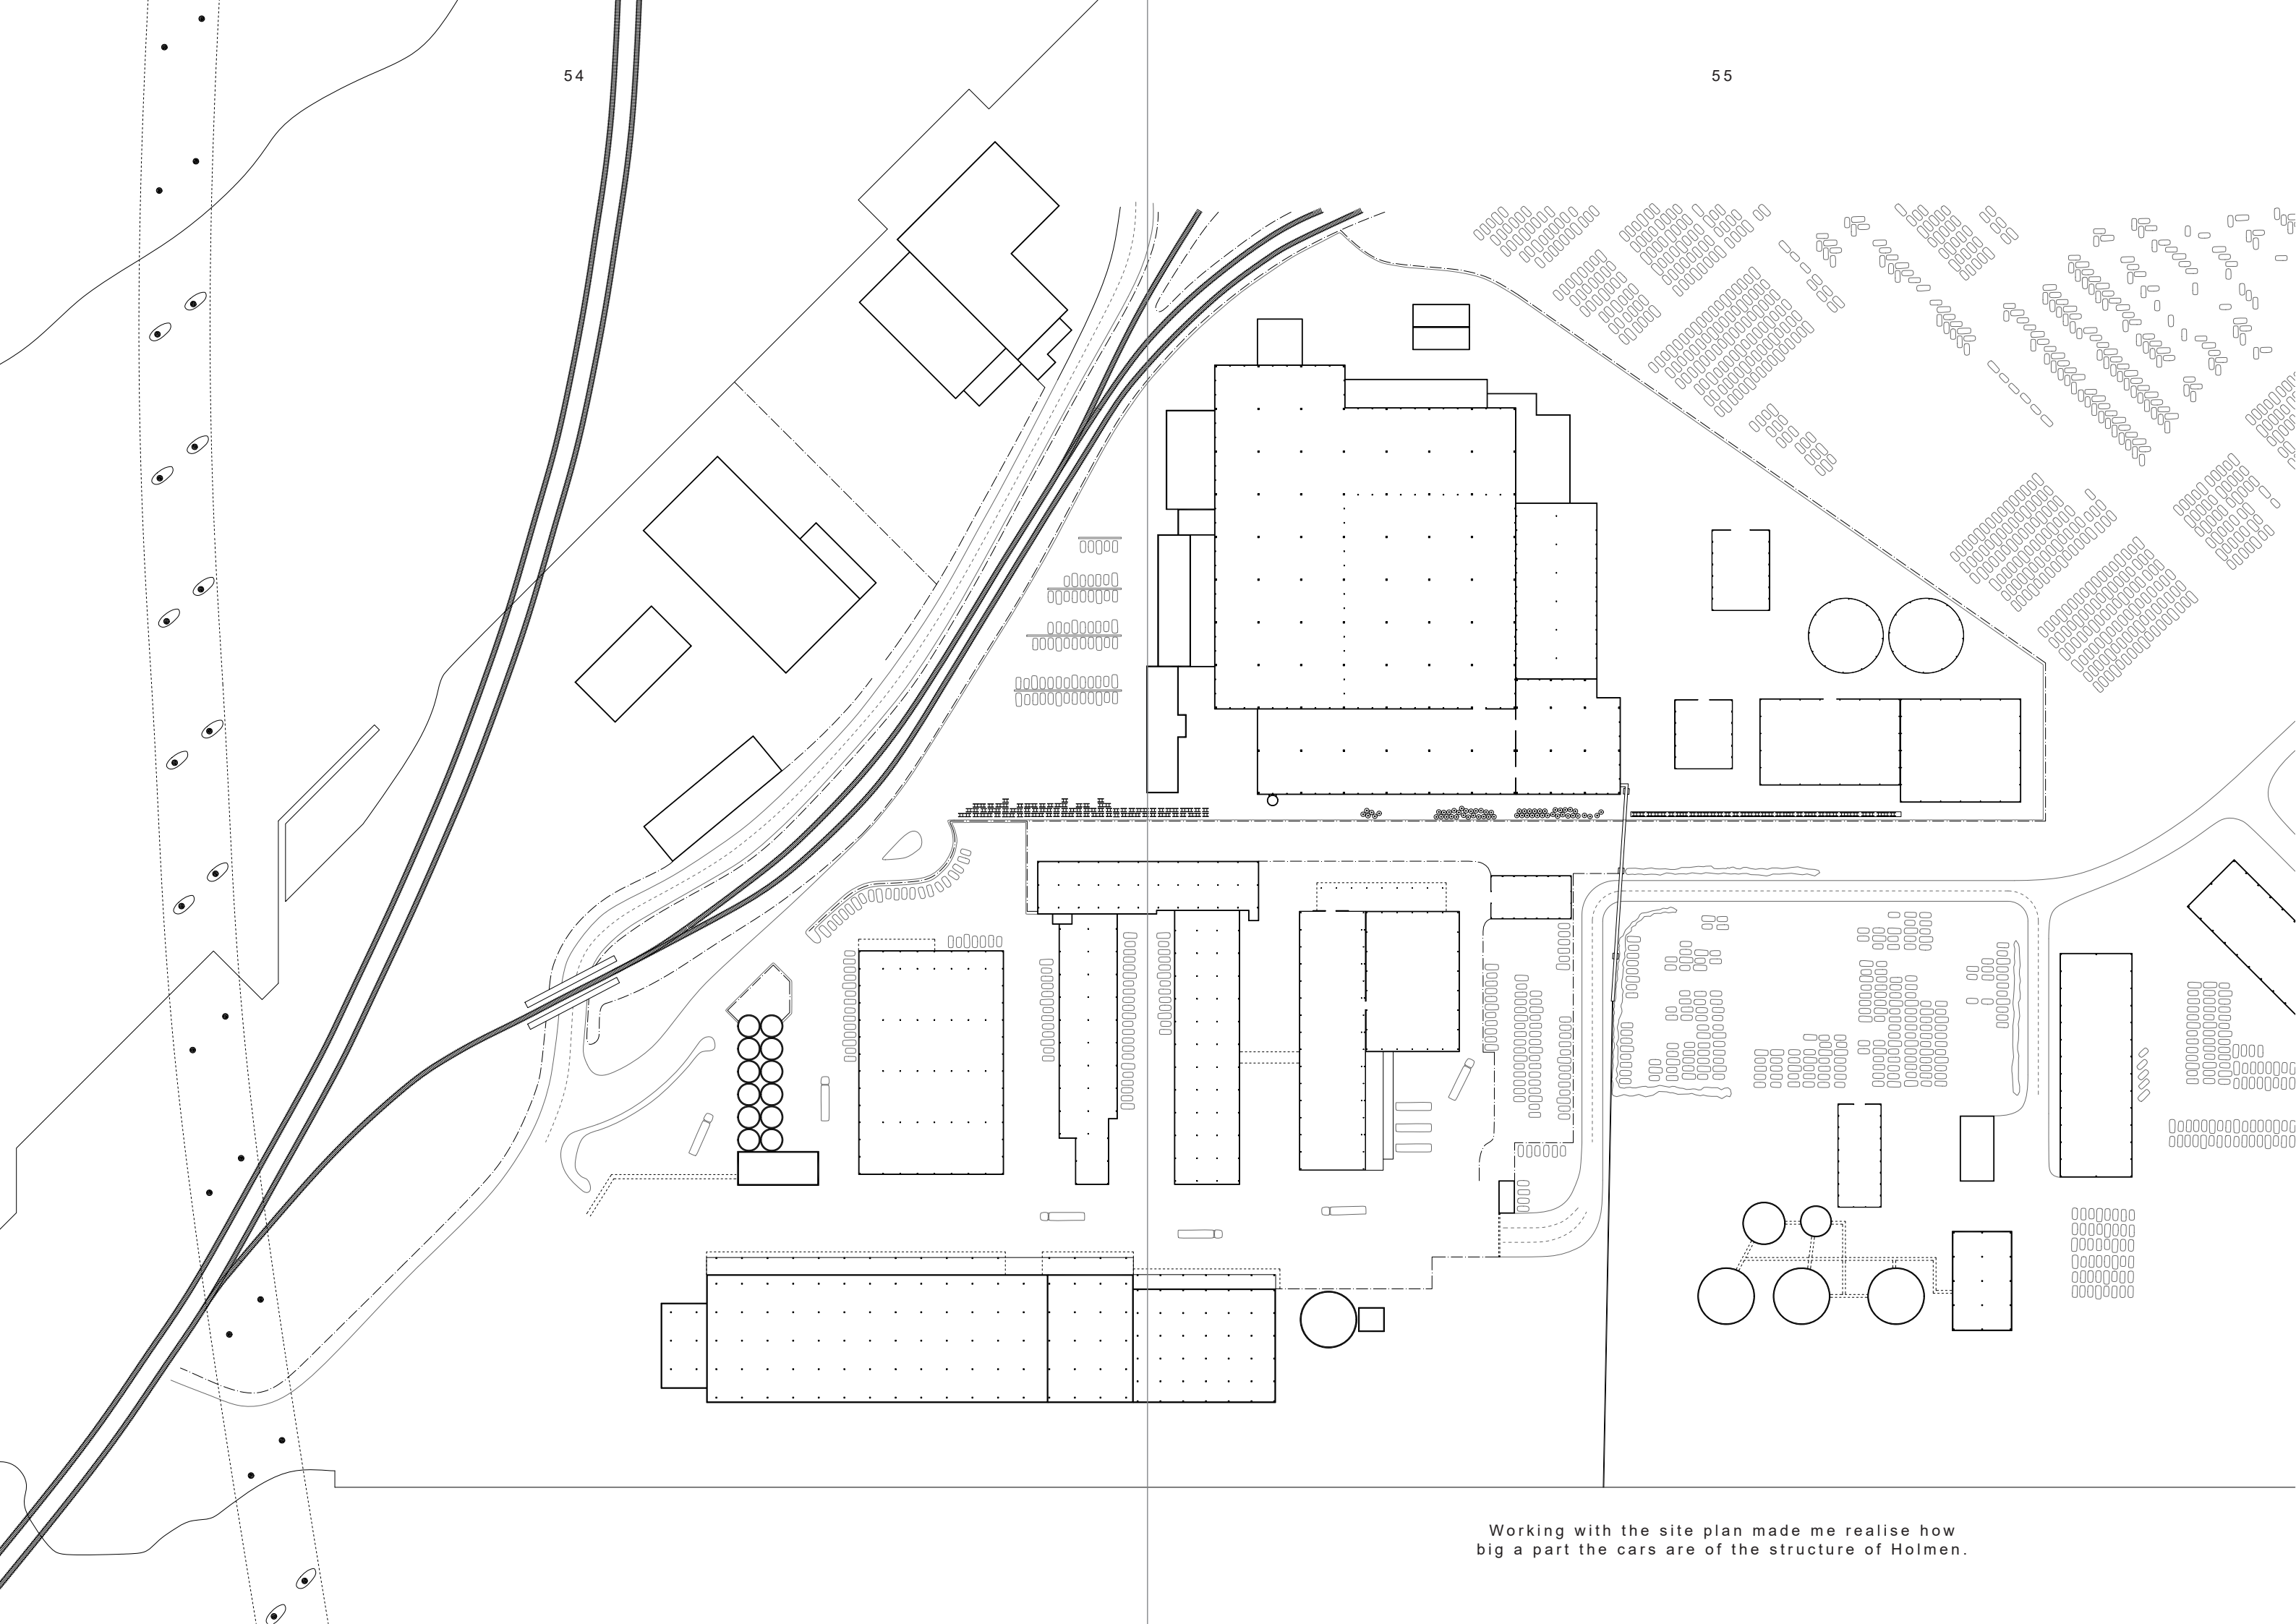 54
55
Working with the site plan made me realise how
big a part the cars are of the structure of Holmen.